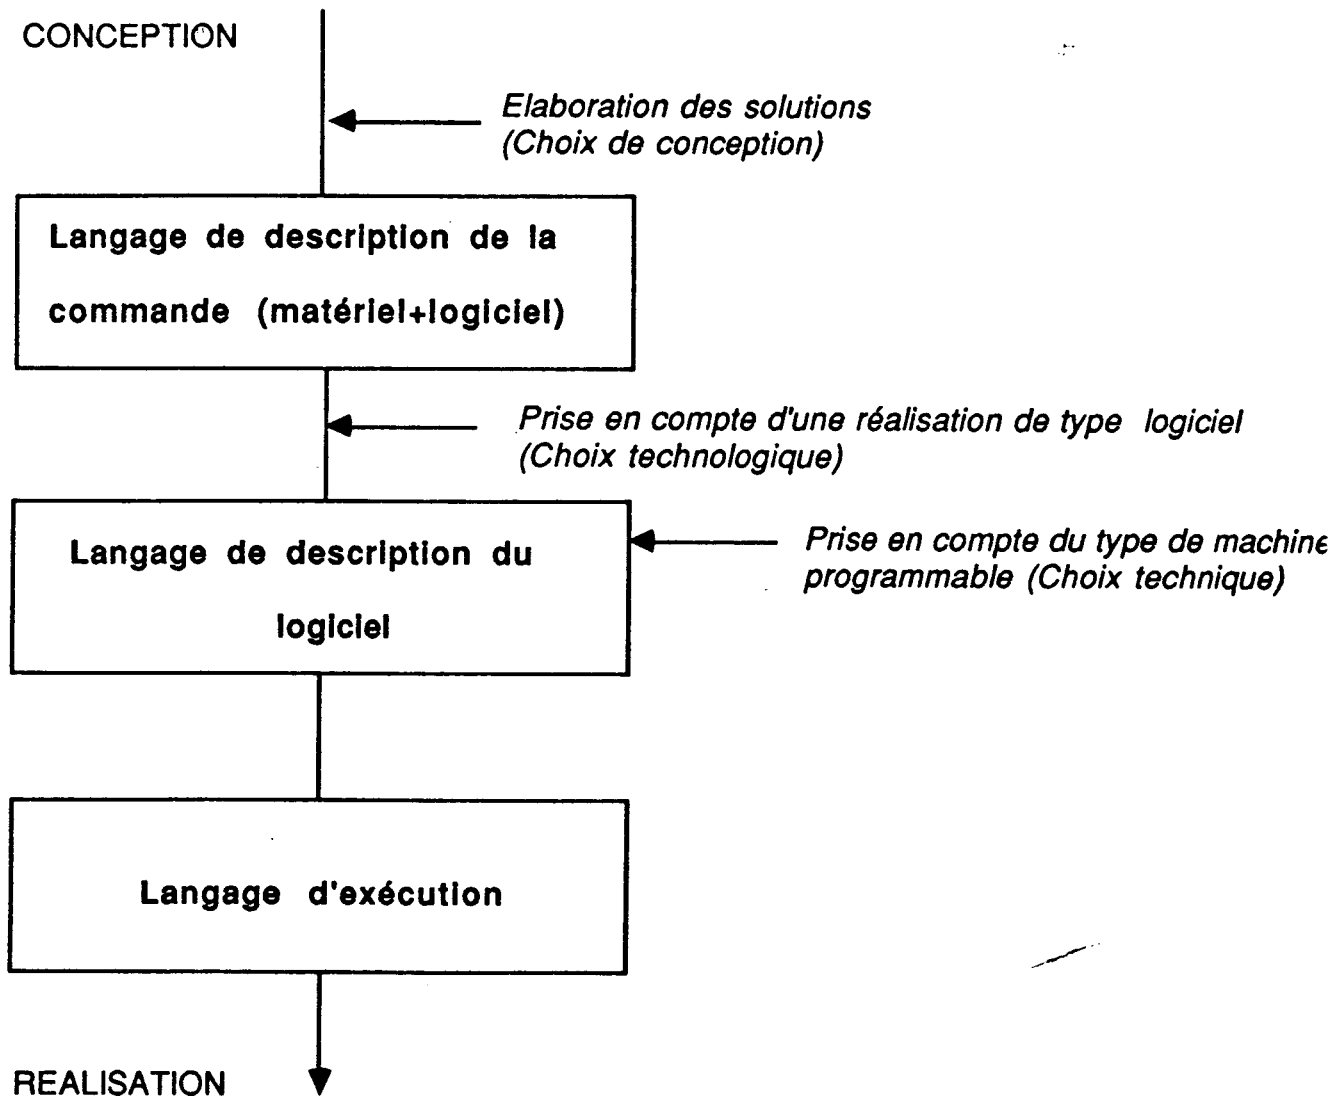 CONCEPTION
Elaboration des solutions
(Choix de conception)
Langage de description de la
commande (matériel+logiciel)
Prise en compte d'une réalisation de type logiciel
(Choix technologique)
Langage de description du
logiciel
Prise en compte du type de machine
programmable (Choix technique)
Langage d'exécution
REALISATION